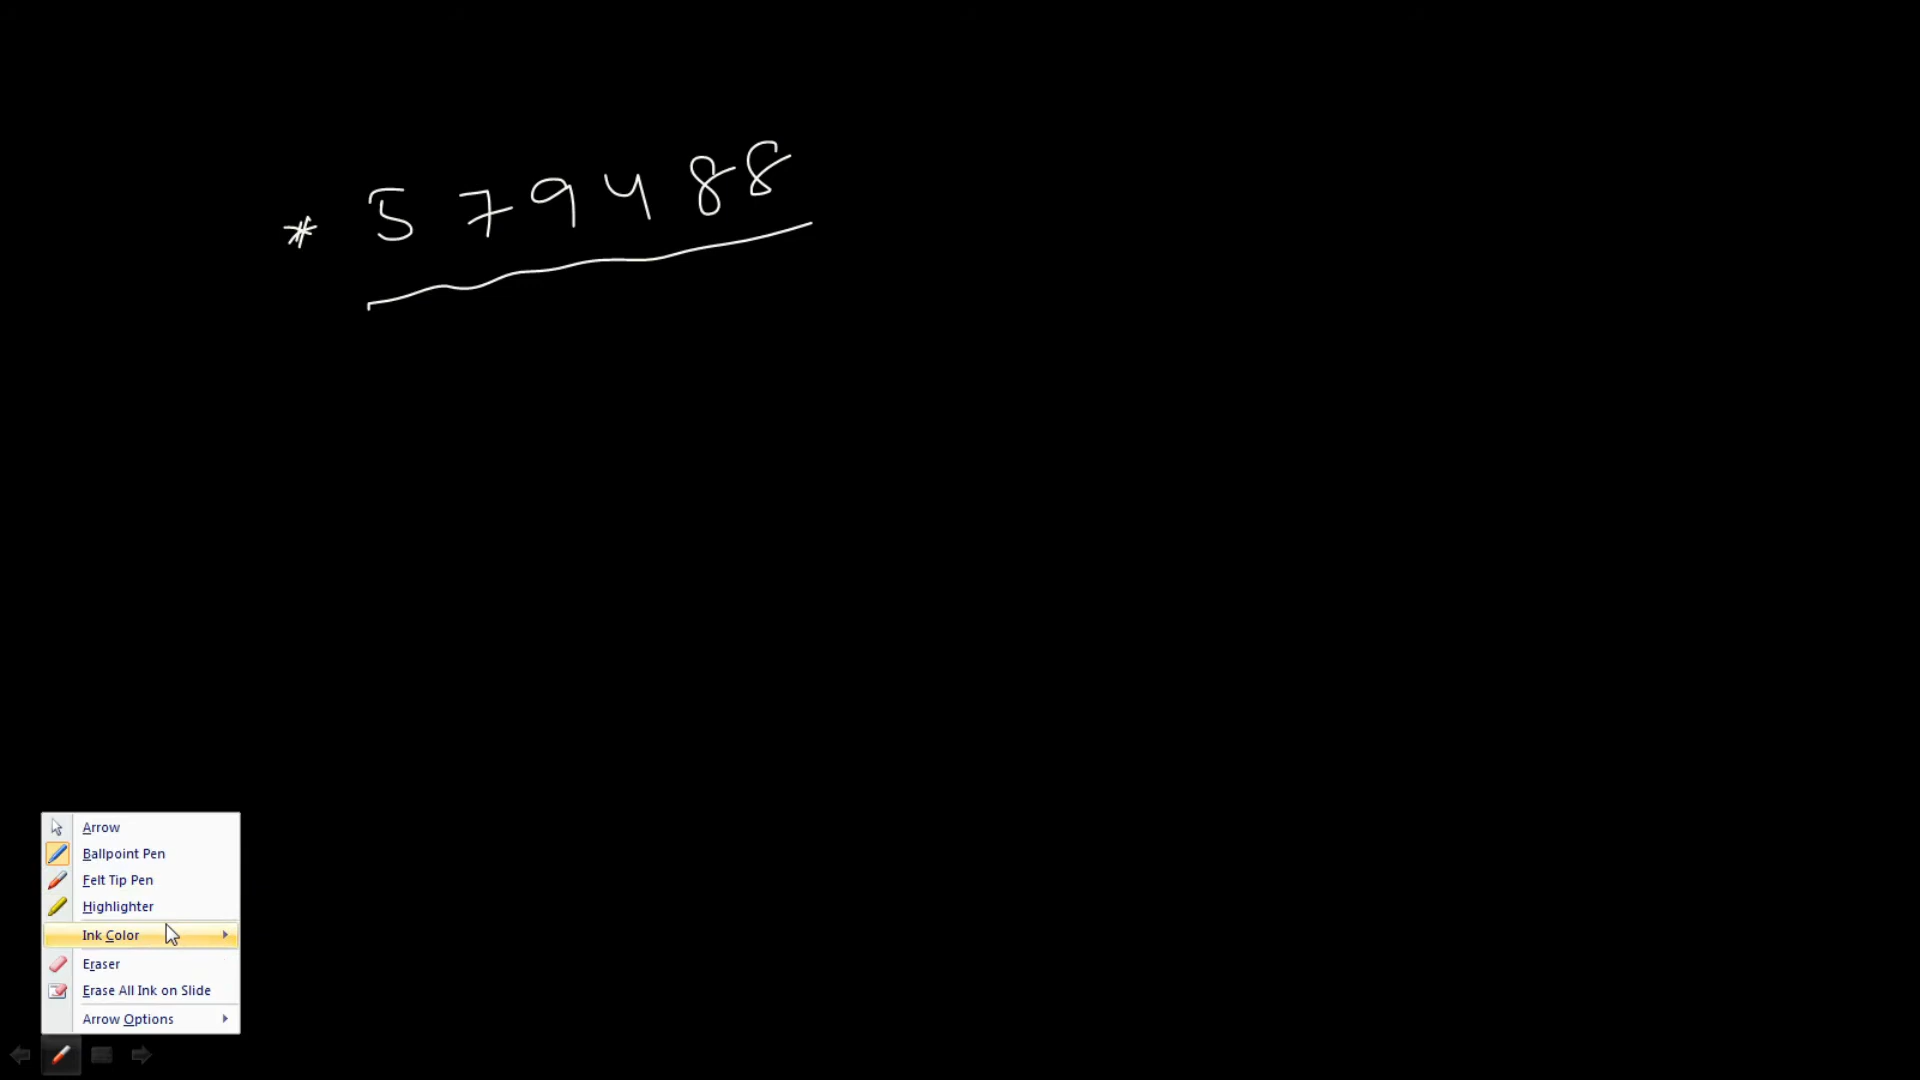 * 579488
Arrow
Ballpoint Pen
Felt Tip Pen
Highlighter
Ink Color
Eraser
Erase All Ink on Slide
Arrow Options